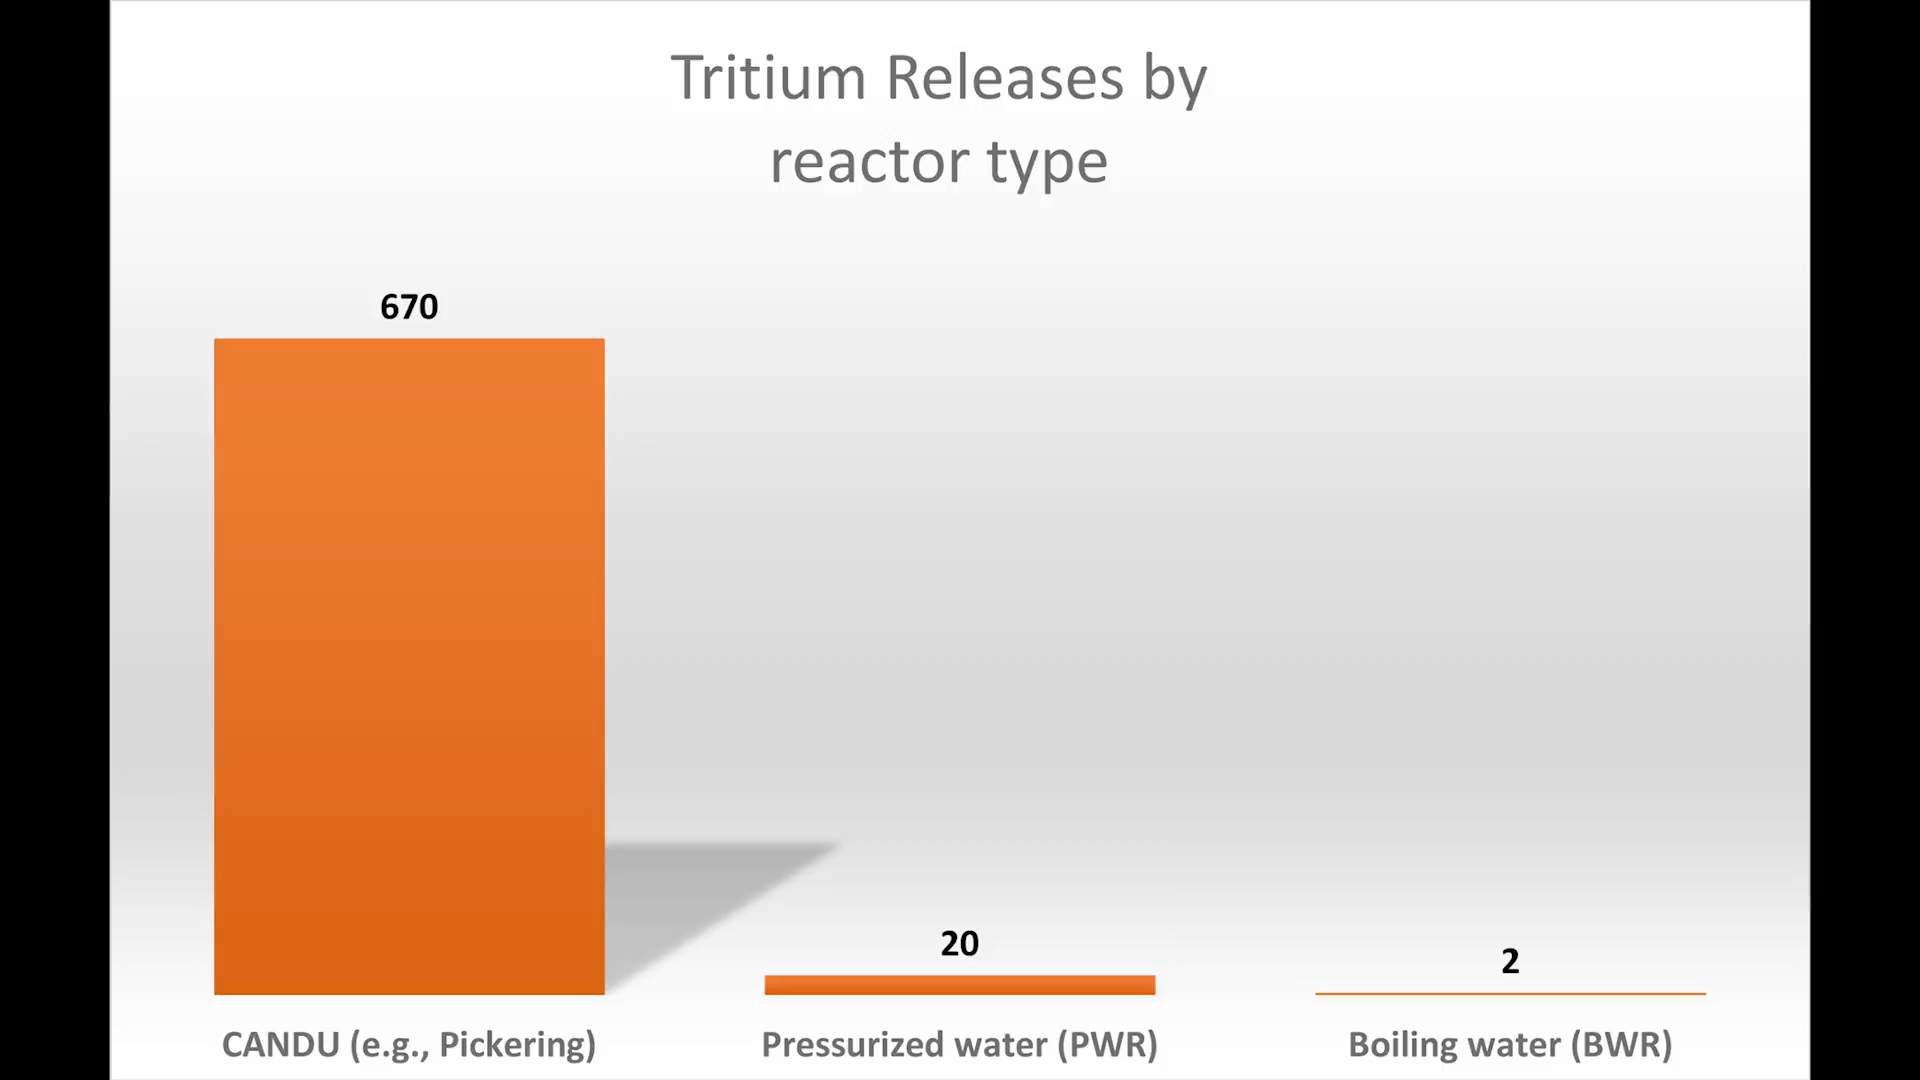 Tritium Releases by
reactor type
670
20
2
CANDU (e.g., Pickering)
Pressurized water (PWR)
Boiling water (BWR)